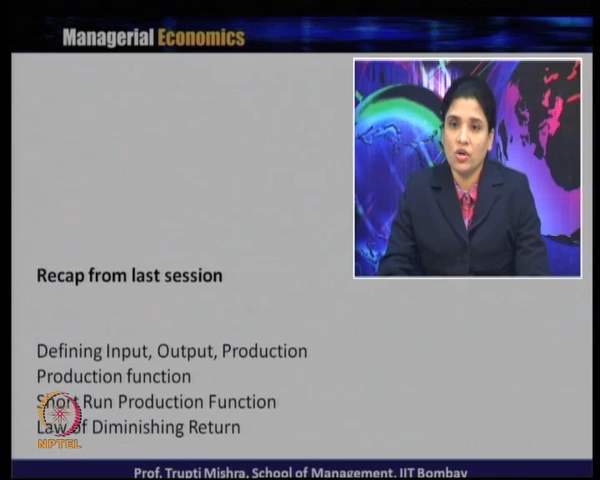 Managerial Economics
Recap from last session
Defining Input, Output, Production
Production function
Short Run Production Function
Law of Diminishing Return
NPTEL
Prof. Trupti Mishra, School of Management, IIT Bombay